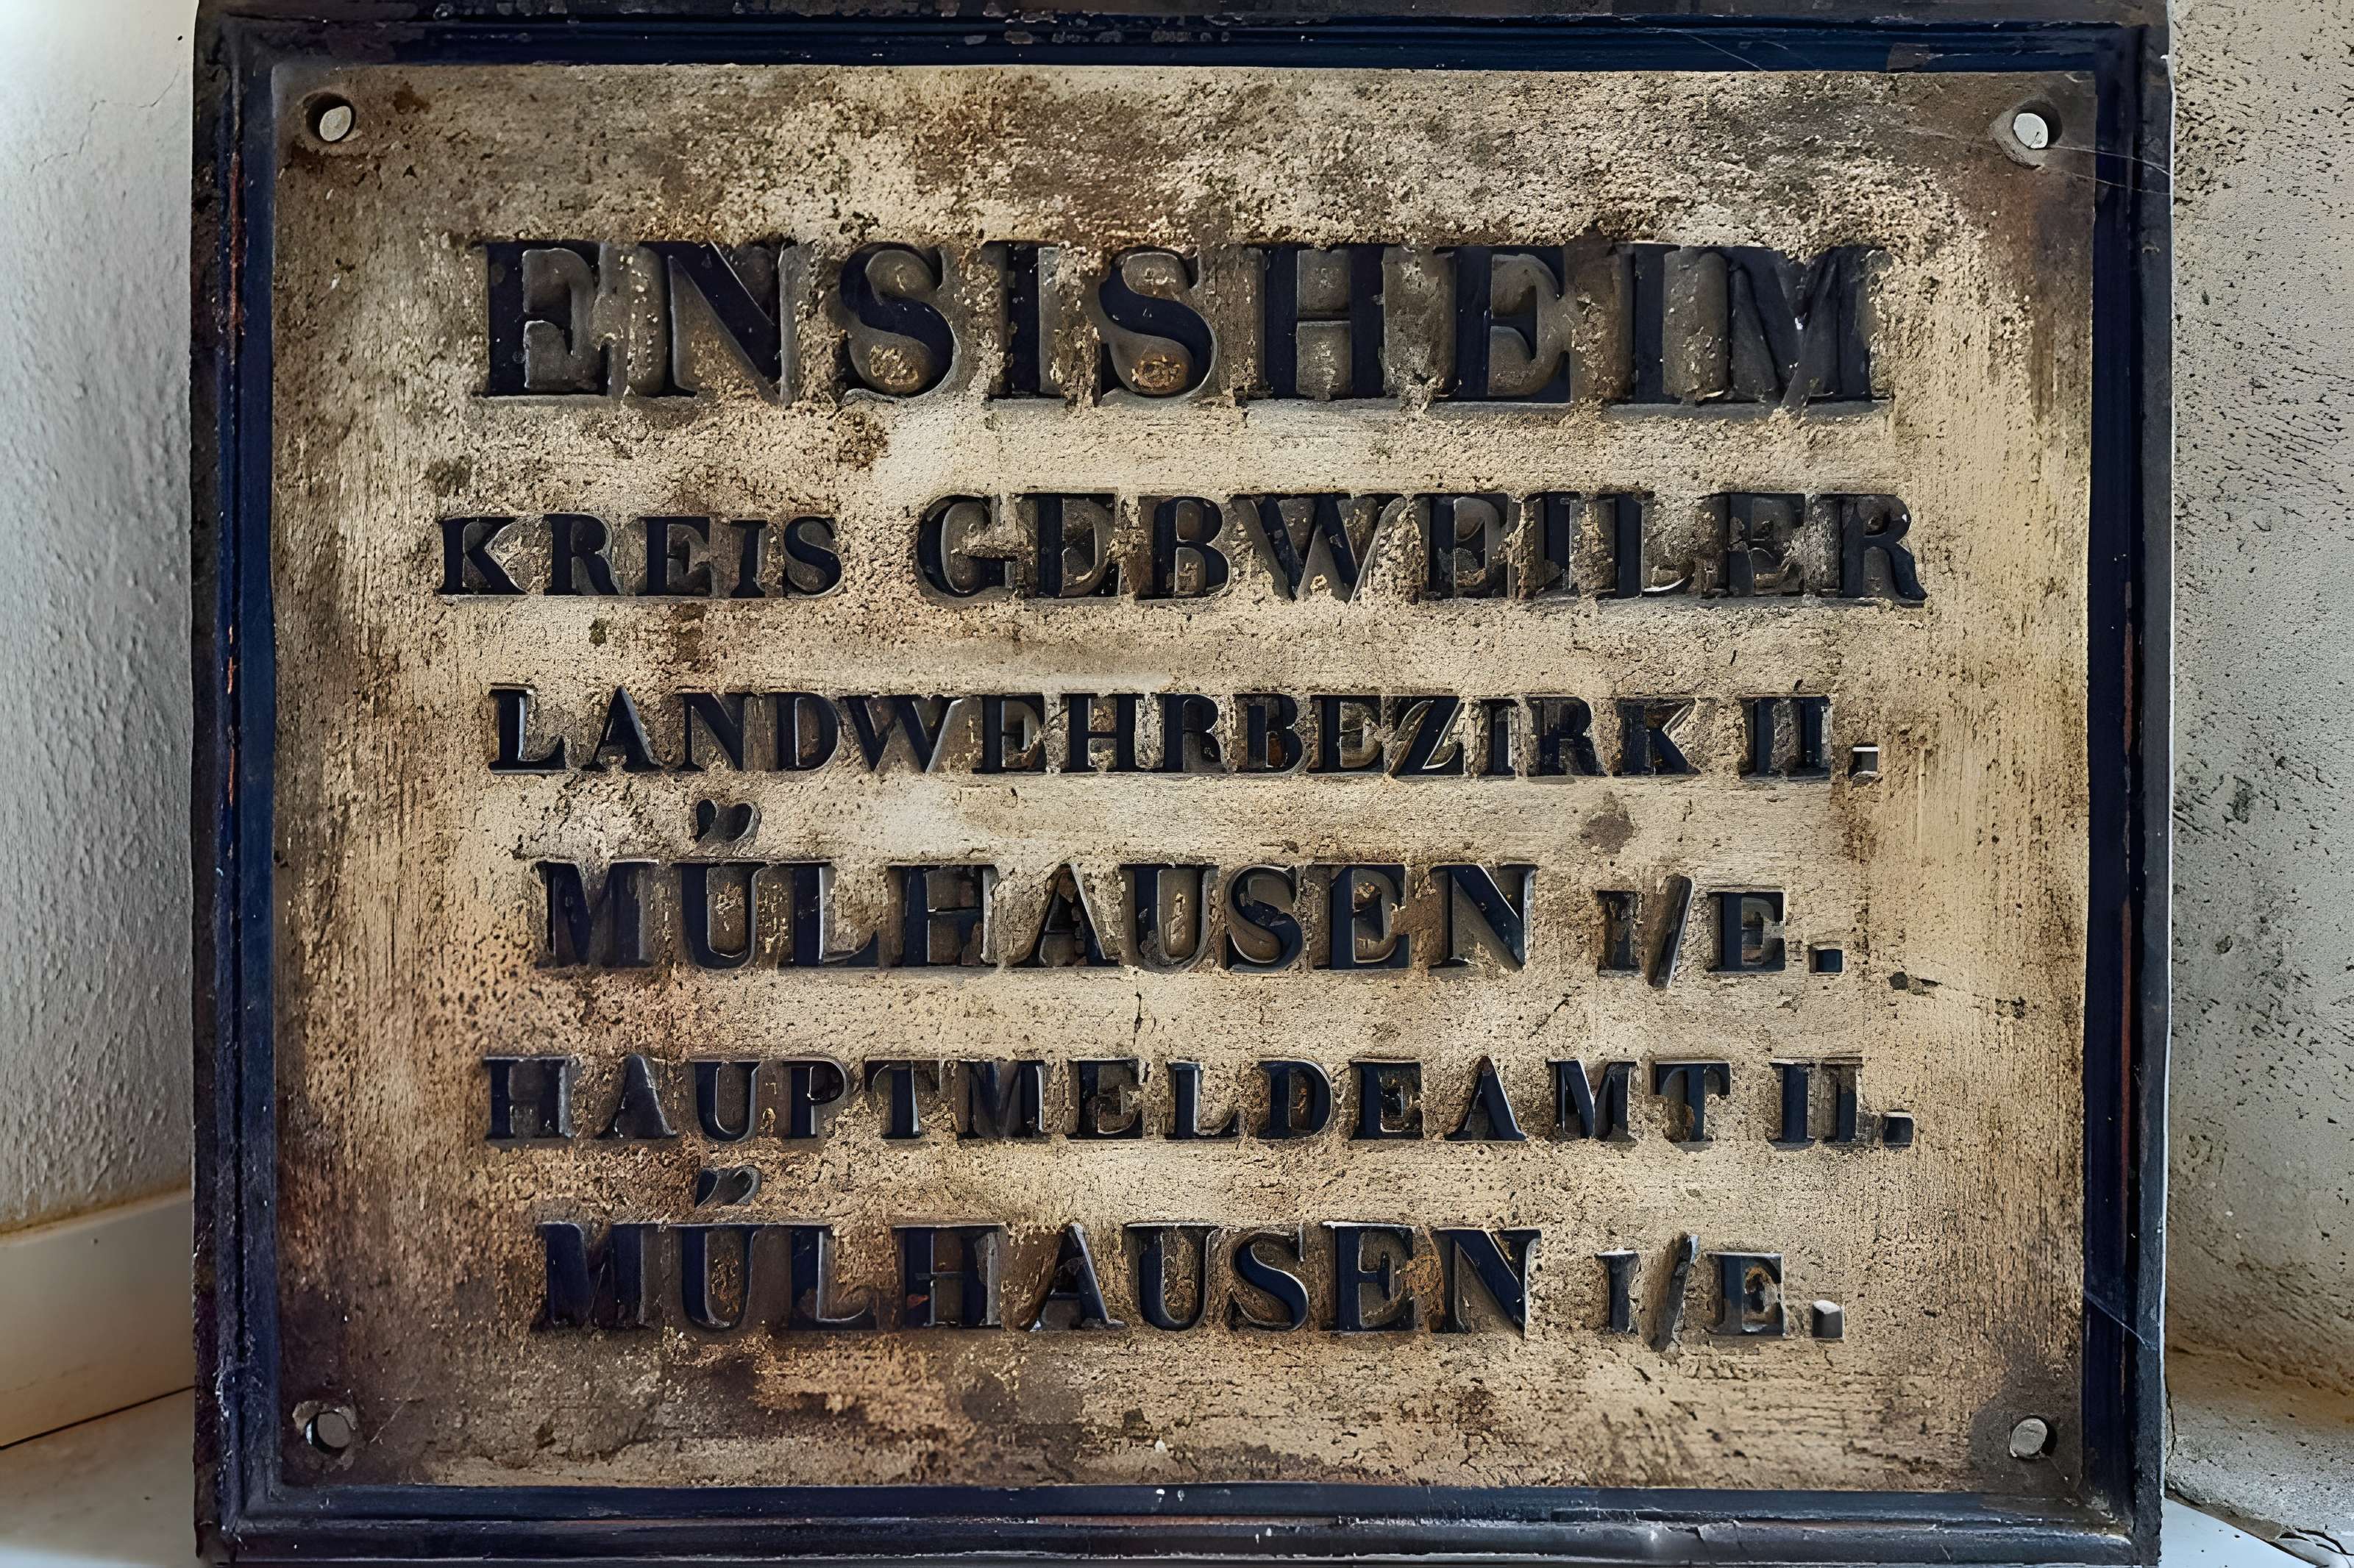 ENSISHEIM
KREIS GEBWEILER
LANDWEHRBEZIRK II.
MÜLHAUSEN I/E.
HAUPTMELDEAMT II.
MÜLHAUSEN I/E.